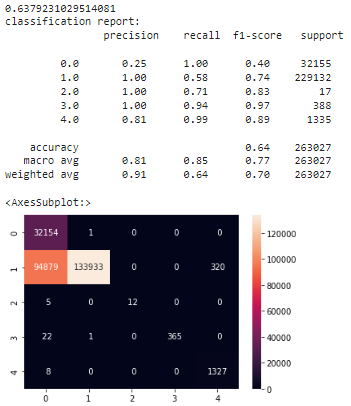 0.6379231029514081
classification report:
precision recall f1-score support
0.0 0.25 1.00 0.40 32155
1.0 1.00 0.58 0.74 229132
2.0 1.00 0.71 0.83 17
3.0 1.00 0.94 0.97 388
4.0 0.81 0.99 0.89 1335
accuracy 0.64 263027
macro avg 0.81 0.85 0.77 263027
weighted avg 0.91 0.64 0.70 263027
<AxesSubplot:>
0 32154 1 0 0 0
1 94879 133933 0 0 320
2 5 0 12 0 0
3 22 1 0 365 0
4 8 0 0 0 1327
0 1 2 3 4
120000
100000
80000
60000
40000
20000
0